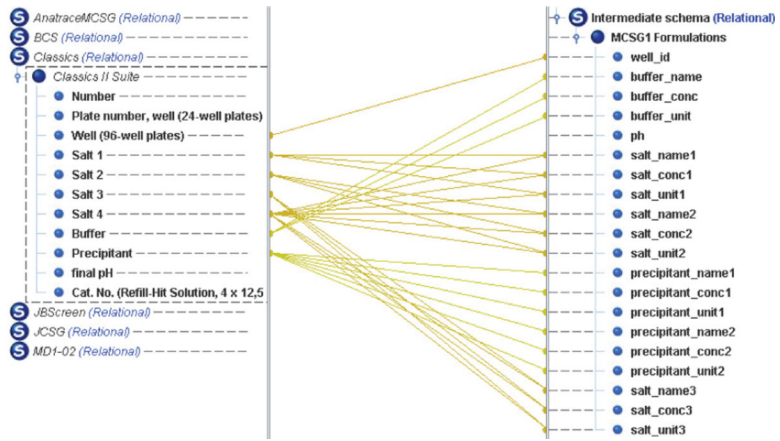 AnatraceMCSG (Relational)
BCS (Relational)
Classics (Relational)
Classics II Suite
Number
Plate number, well (24-well plates)
Well (96-well plates)
Salt 1
Salt 2
Salt 3
Salt 4
Buffer
Precipitant
final pH
Cat. No. (Refill-Hit Solution, 4 x 12,5
JBScreen (Relational)
JCSG (Relational)
MD1-02 (Relational)
Intermediate schema (Relational)
MCSG1 Formulations
well_id
buffer_name
buffer_conc
buffer_unit
ph
salt_name1
salt_conc1
salt_unit1
salt_name2
salt_conc2
salt_unit2
precipitant_name1
precipitant_conc1
precipitant_unit1
precipitant_name2
precipitant_conc2
precipitant_unit2
salt_name3
salt_conc3
salt_unit3